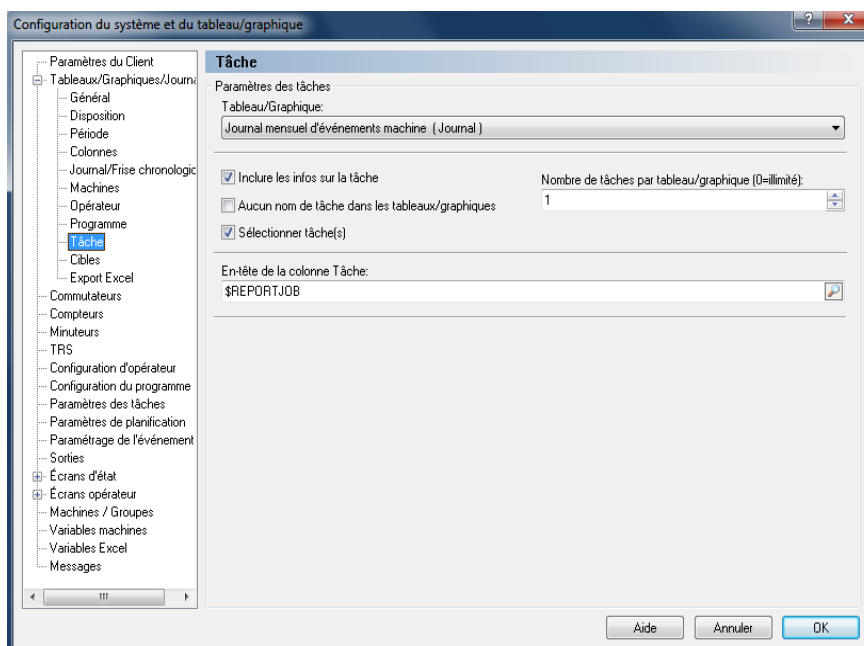 Configuration du système et du tableau/graphique
Paramètres du Client
Tableaux/Graphiques/Journa
Général
Disposition
Période
Colonnes
Journal/Frise chronologic
Machines
Opérateur
Programme
Tâche
Cibles
Export Excel
Commutateurs
Compteurs
Minuteurs
TRS
Configuration d'opérateur
Configuration du programme
Paramètres des tâches
Paramètres de planification
Paramétrage de l'événement
Sorties
Écrans d'état
Écrans opérateur
Machines / Groupes
Variables machines
Variables Excel
Messages
Tâche
Paramètres des tâches
Tableau/Graphique:
Journal mensuel d'événements machine ( Journal )
Inclure les infos sur la tâche
Aucun nom de tâche dans les tableaux/graphiques
Sélectionner tâche(s)
Nombre de tâches par tableau/graphique (0=illimité):
1
En-tête de la colonne Tâche:
$REPORTJOB
Aide
Annuler
OK